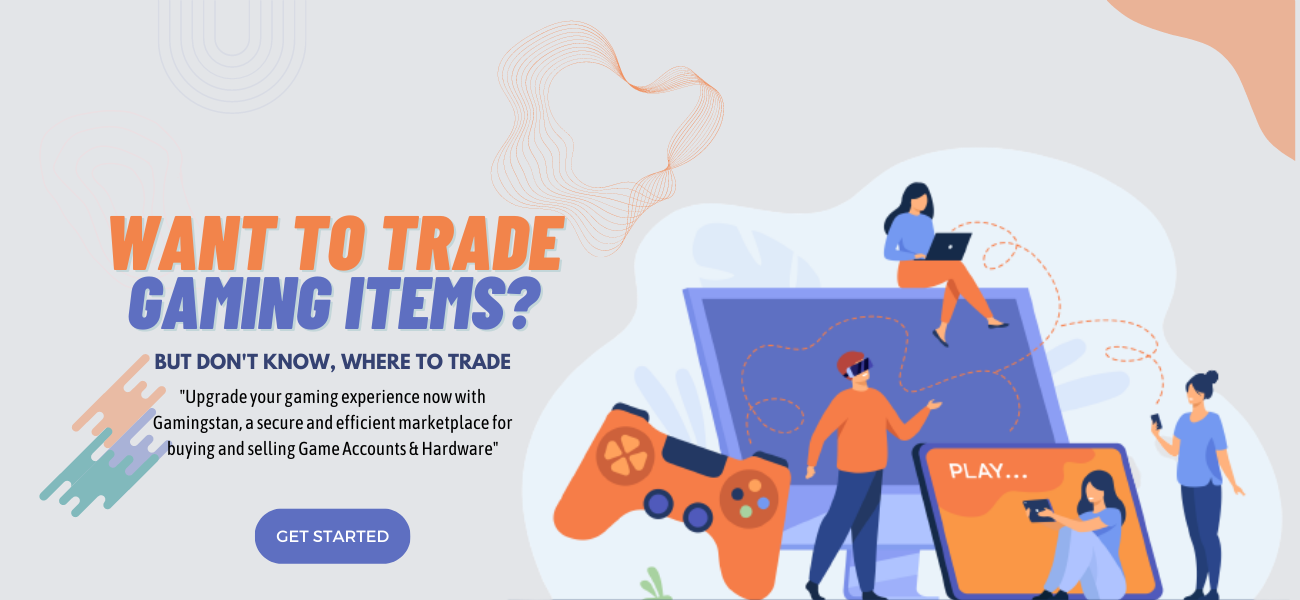 WANT TO TRADE
GAMING ITEMS?
BUT DON'T KNOW, WHERE TO TRADE
"Upgrade your gaming experience now with
Gamingstan, a secure and efficient marketplace for
buying and selling Game Accounts & Hardware"
GET STARTED
PLAY...